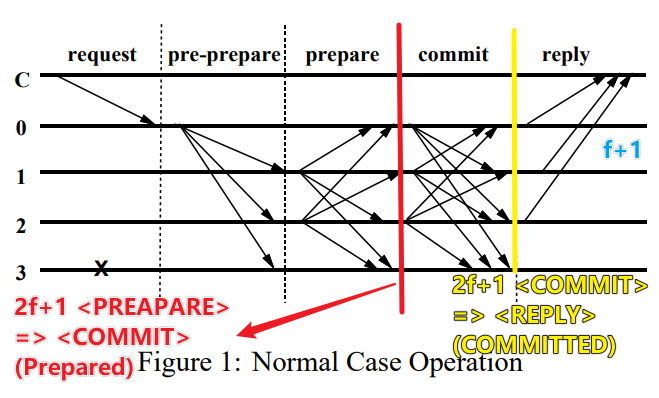 request pre-prepare prepare commit reply
C
0
f+1
1
2
3
X
2f+1 <PREAPARE>
=> <COMMIT>
(Prepared)
2f+1 <COMMIT>
=> <REPLY>
(COMMITTED)
Figure 1: Normal Case Operation